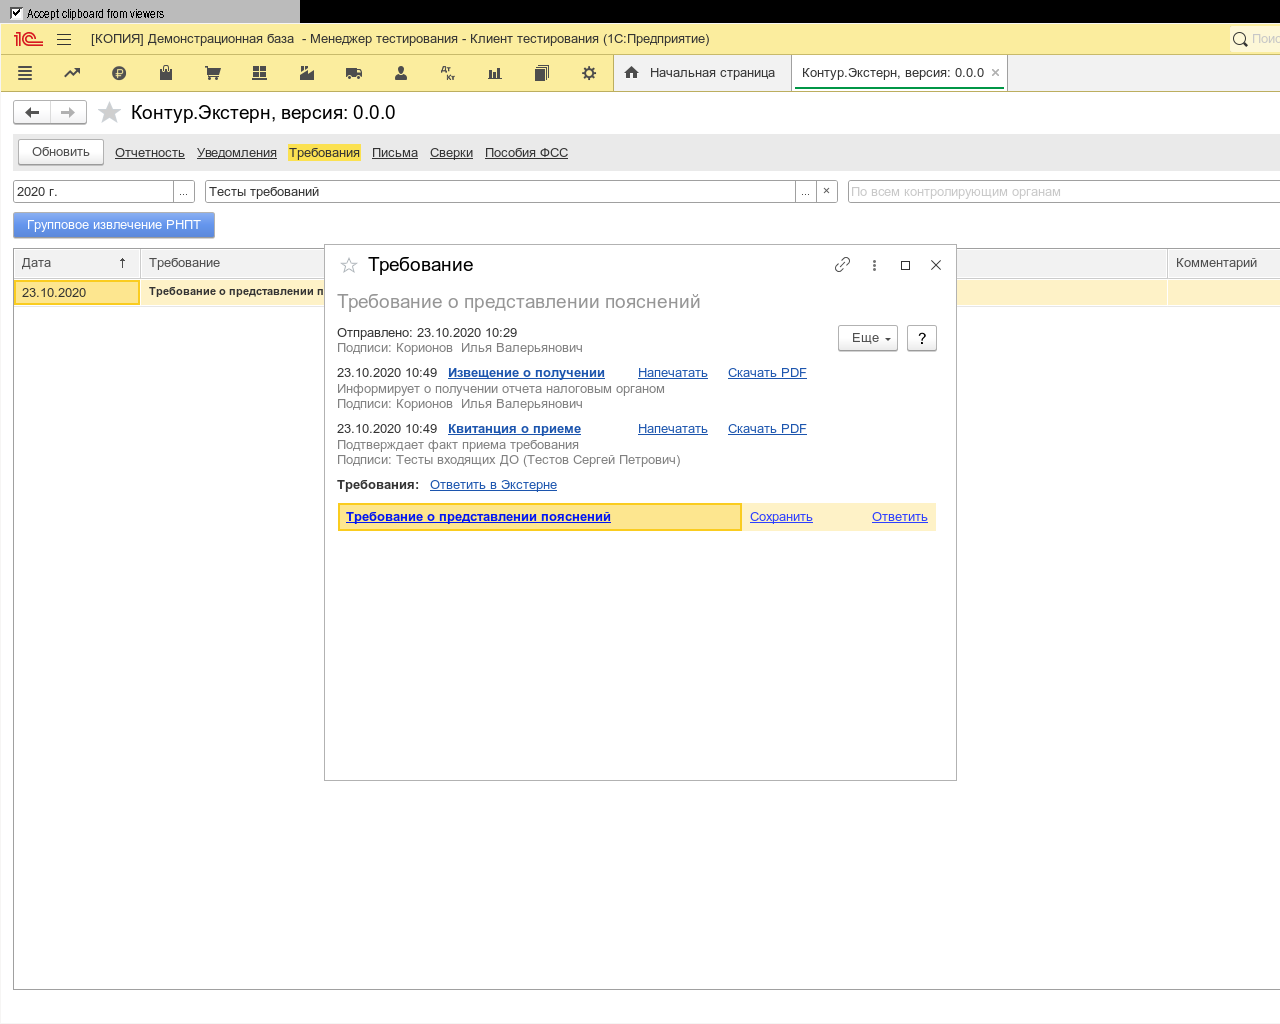 Accept clipboard from viewers
[КОПИЯ] Демонстрационная база - Менеджер тестирования - Клиент тестирования (1С:Предприятие)
Начальная страница
Контур.Экстерн, версия: 0.0.0
Контур.Экстерн, версия: 0.0.0
Обновить Отчетность Уведомления Требования Письма Сверки Пособия ФСС
2020 г. ... Тесты требований ... × По всем контролирующим органам
Групповое извлечение РНПТ
Дата ↑ Требование Комментарий
23.10.2020 Требование о представлении п
Требование
Требование о представлении пояснений
Отправлено: 23.10.2020 10:29
Подписи: Корионов Илья Валерьянович
Еще ?
23.10.2020 10:49 Извещение о получении Напечатать Скачать PDF
Информирует о получении отчета налоговым органом
Подписи: Корионов Илья Валерьянович
23.10.2020 10:49 Квитанция о приеме Напечатать Скачать PDF
Подтверждает факт приема требования
Подписи: Тесты входящих ДО (Тестов Сергей Петрович)
Требования: Ответить в Экстерне
Требование о представлении пояснений Сохранить Ответить